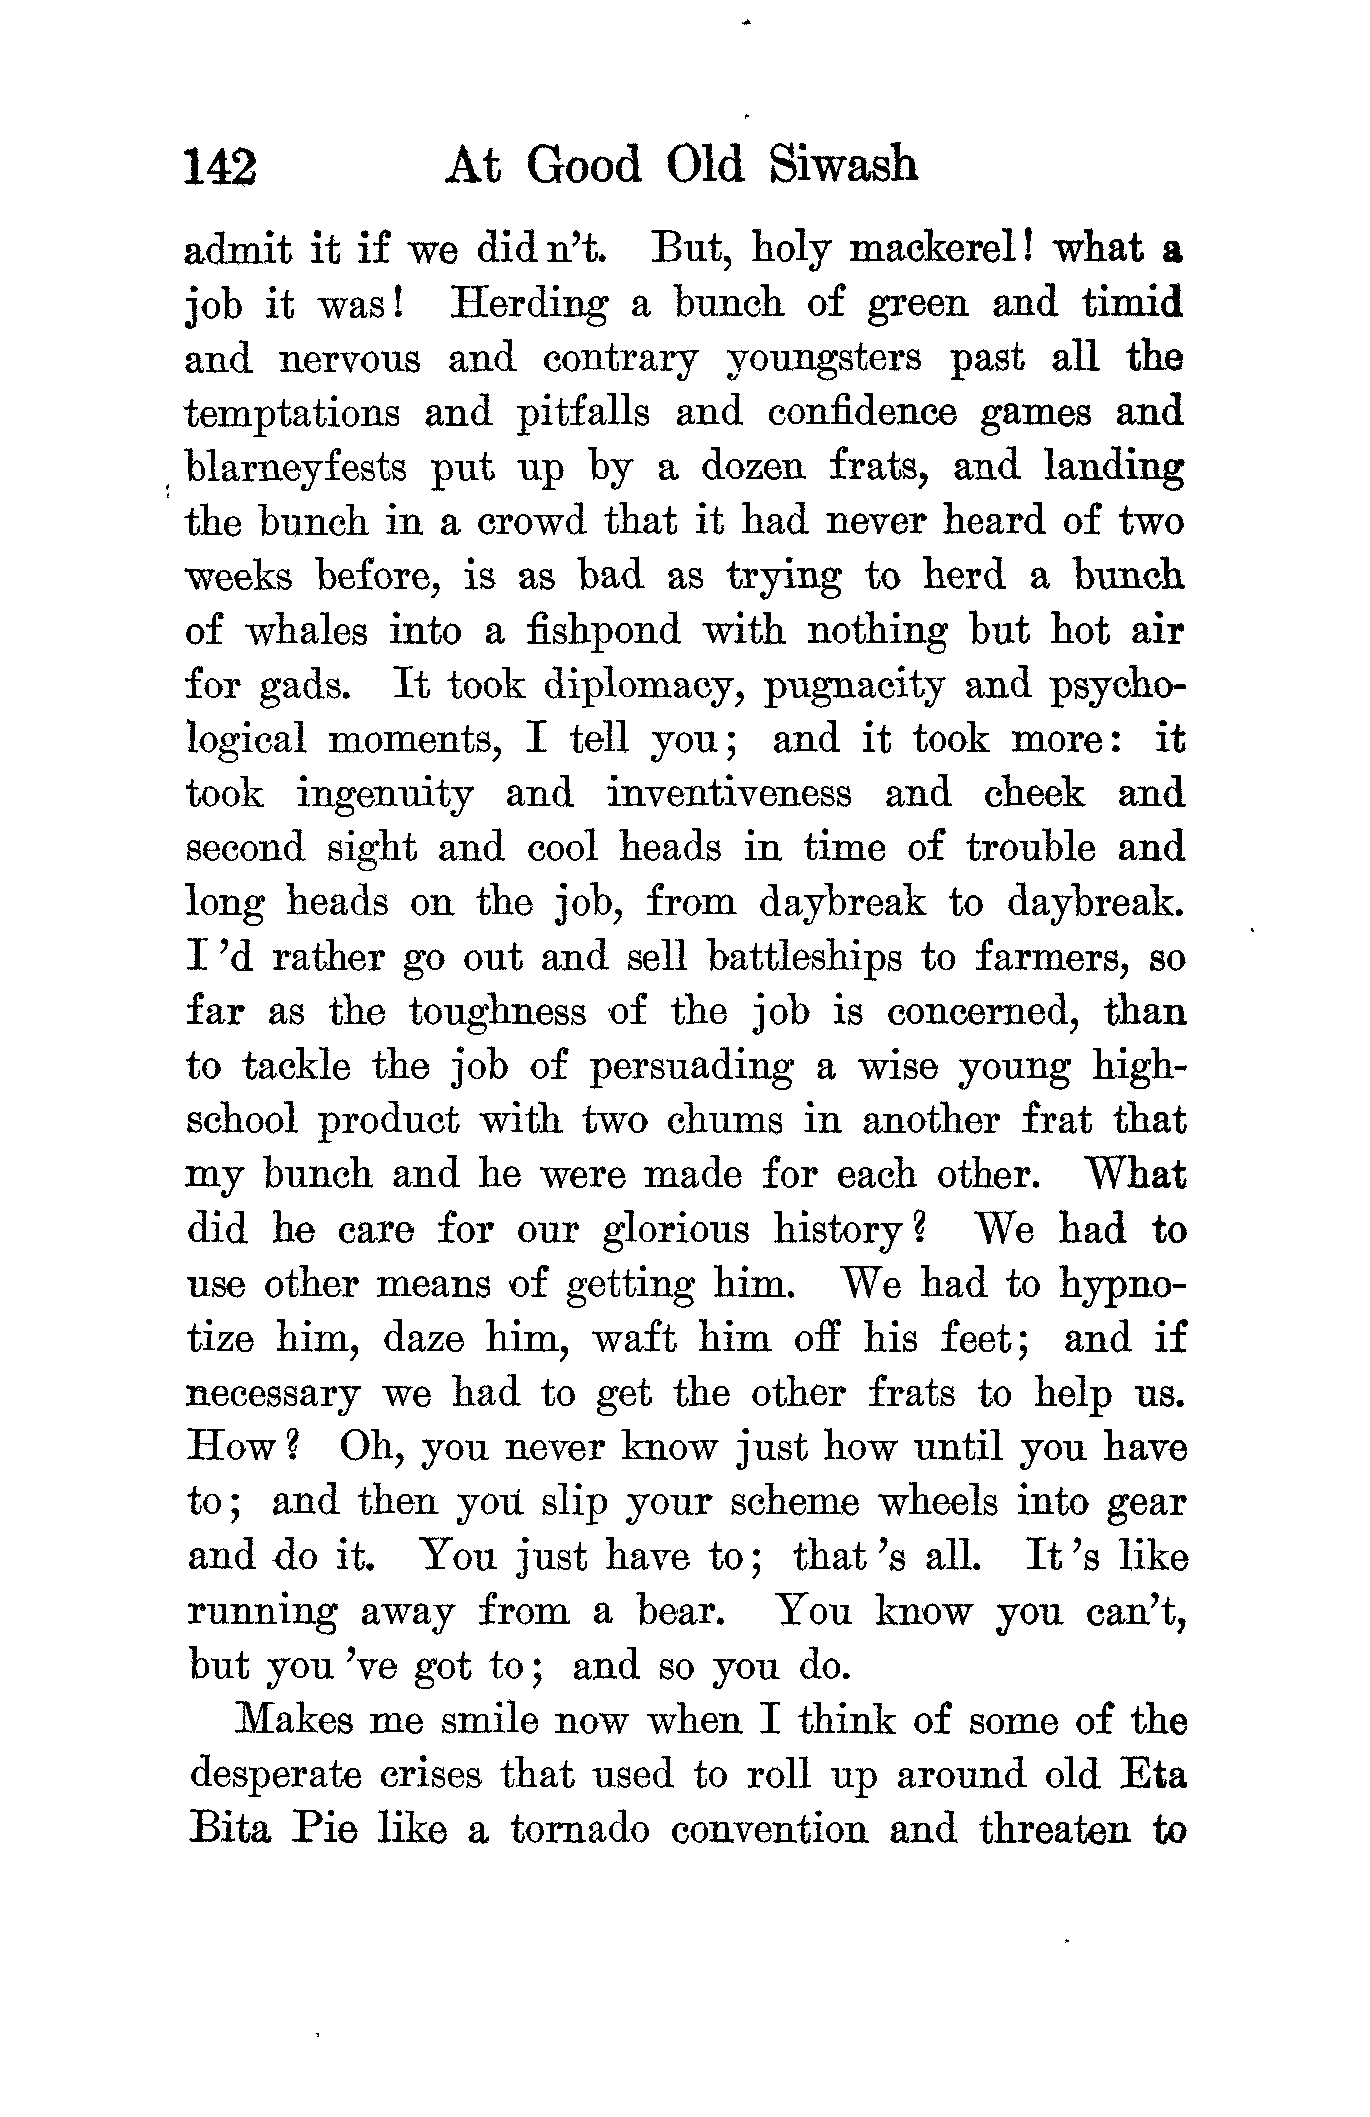 142 At Good Old Siwash
admit it if we didn't. But, holy mackerel! what a
job it was! Herding a bunch of green and timid
and nervous and contrary youngsters past all the
temptations and pitfalls and confidence games and
blarneyfests put up by a dozen frats, and landing
the bunch in a crowd that it had never heard of two
weeks before, is as bad as trying to herd a bunch
of whales into a fishpond with nothing but hot air
for gads. It took diplomacy, pugnacity and psycho-
logical moments, I tell you; and it took more: it
took ingenuity and inventiveness and cheek and
second sight and cool heads in time of trouble and
long heads on the job, from daybreak to daybreak.
I'd rather go out and sell battleships to farmers, so
far as the toughness of the job is concerned, than
to tackle the job of persuading a wise young high-
school product with two chums in another frat that
my bunch and he were made for each other. What
did he care for our glorious history? We had to
use other means of getting him. We had to hypno-
tize him, daze him, waft him off his feet; and if
necessary we had to get the other frats to help us.
How? Oh, you never know just how until you have
to; and then you slip your scheme wheels into gear
and do it. You just have to; that's all. It's like
running away from a bear. You know you can't,
but you've got to; and so you do.
Makes me smile now when I think of some of the
desperate crises that used to roll up around old Eta
Bita Pie like a tornado convention and threaten to